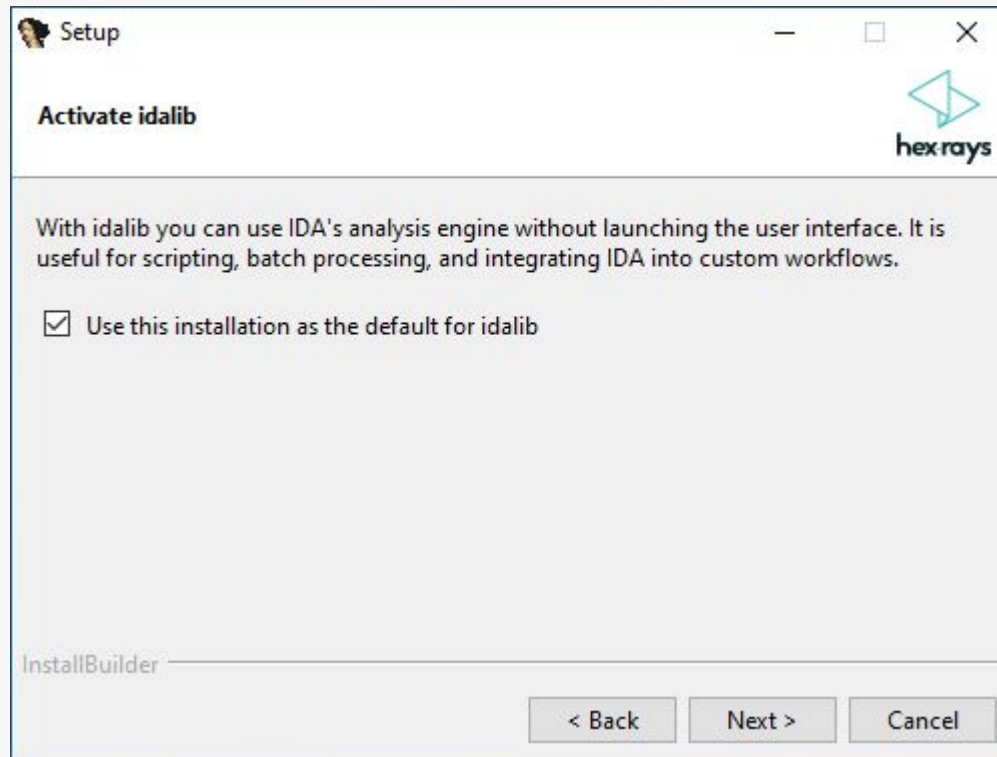 Setup
Activate idalib
hex-rays
With idalib you can use IDA's analysis engine without launching the user interface. It is
useful for scripting, batch processing, and integrating IDA into custom workflows.
Use this installation as the default for idalib
InstallBuilder
< Back
Next >
Cancel